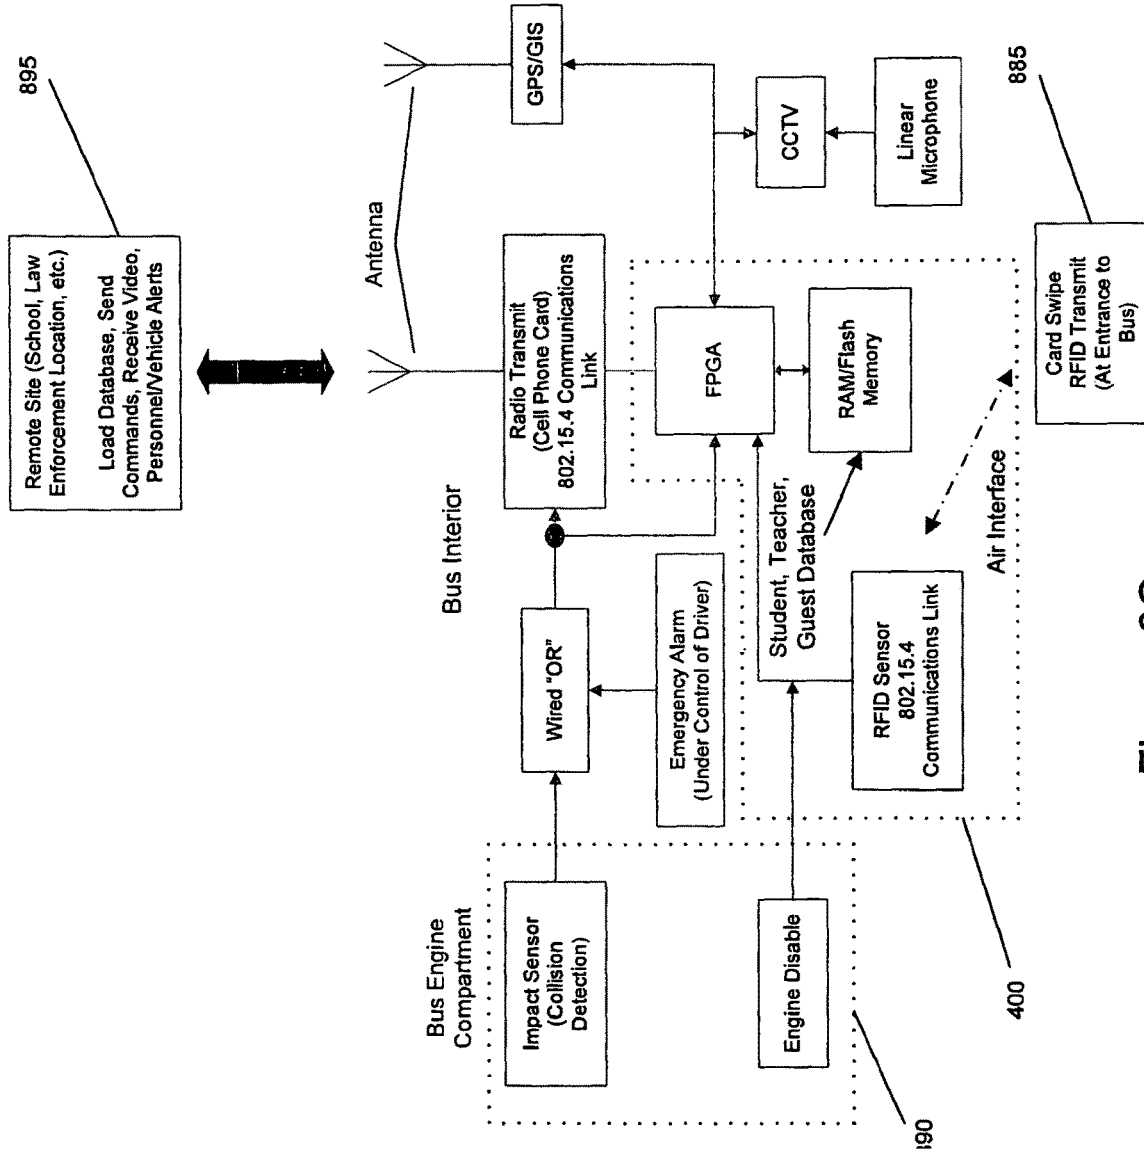 895
Remote Site (School, Law
Enforcement Location, etc.)
Load Database, Send
Commands, Receive Video,
Personnel/Vehicle Alerts
Antenna
GPS/GIS
Bus Interior
Radio Transmit
(Cell Phone Card)
802.15.4 Communications
Link
Bus Engine
Compartment
Impact Sensor
(Collision
Detection)
Wired "OR"
Emergency Alarm
(Under Control of Driver)
FPGA
CCTV
Linear
Microphone
RAM/Flash
Memory
Student, Teacher,
Guest Database
Engine Disable
RFID Sensor
802.15.4
Communications Link
Air Interface
885
Card Swipe
RFID Transmit
(At Entrance to
Bus)
400